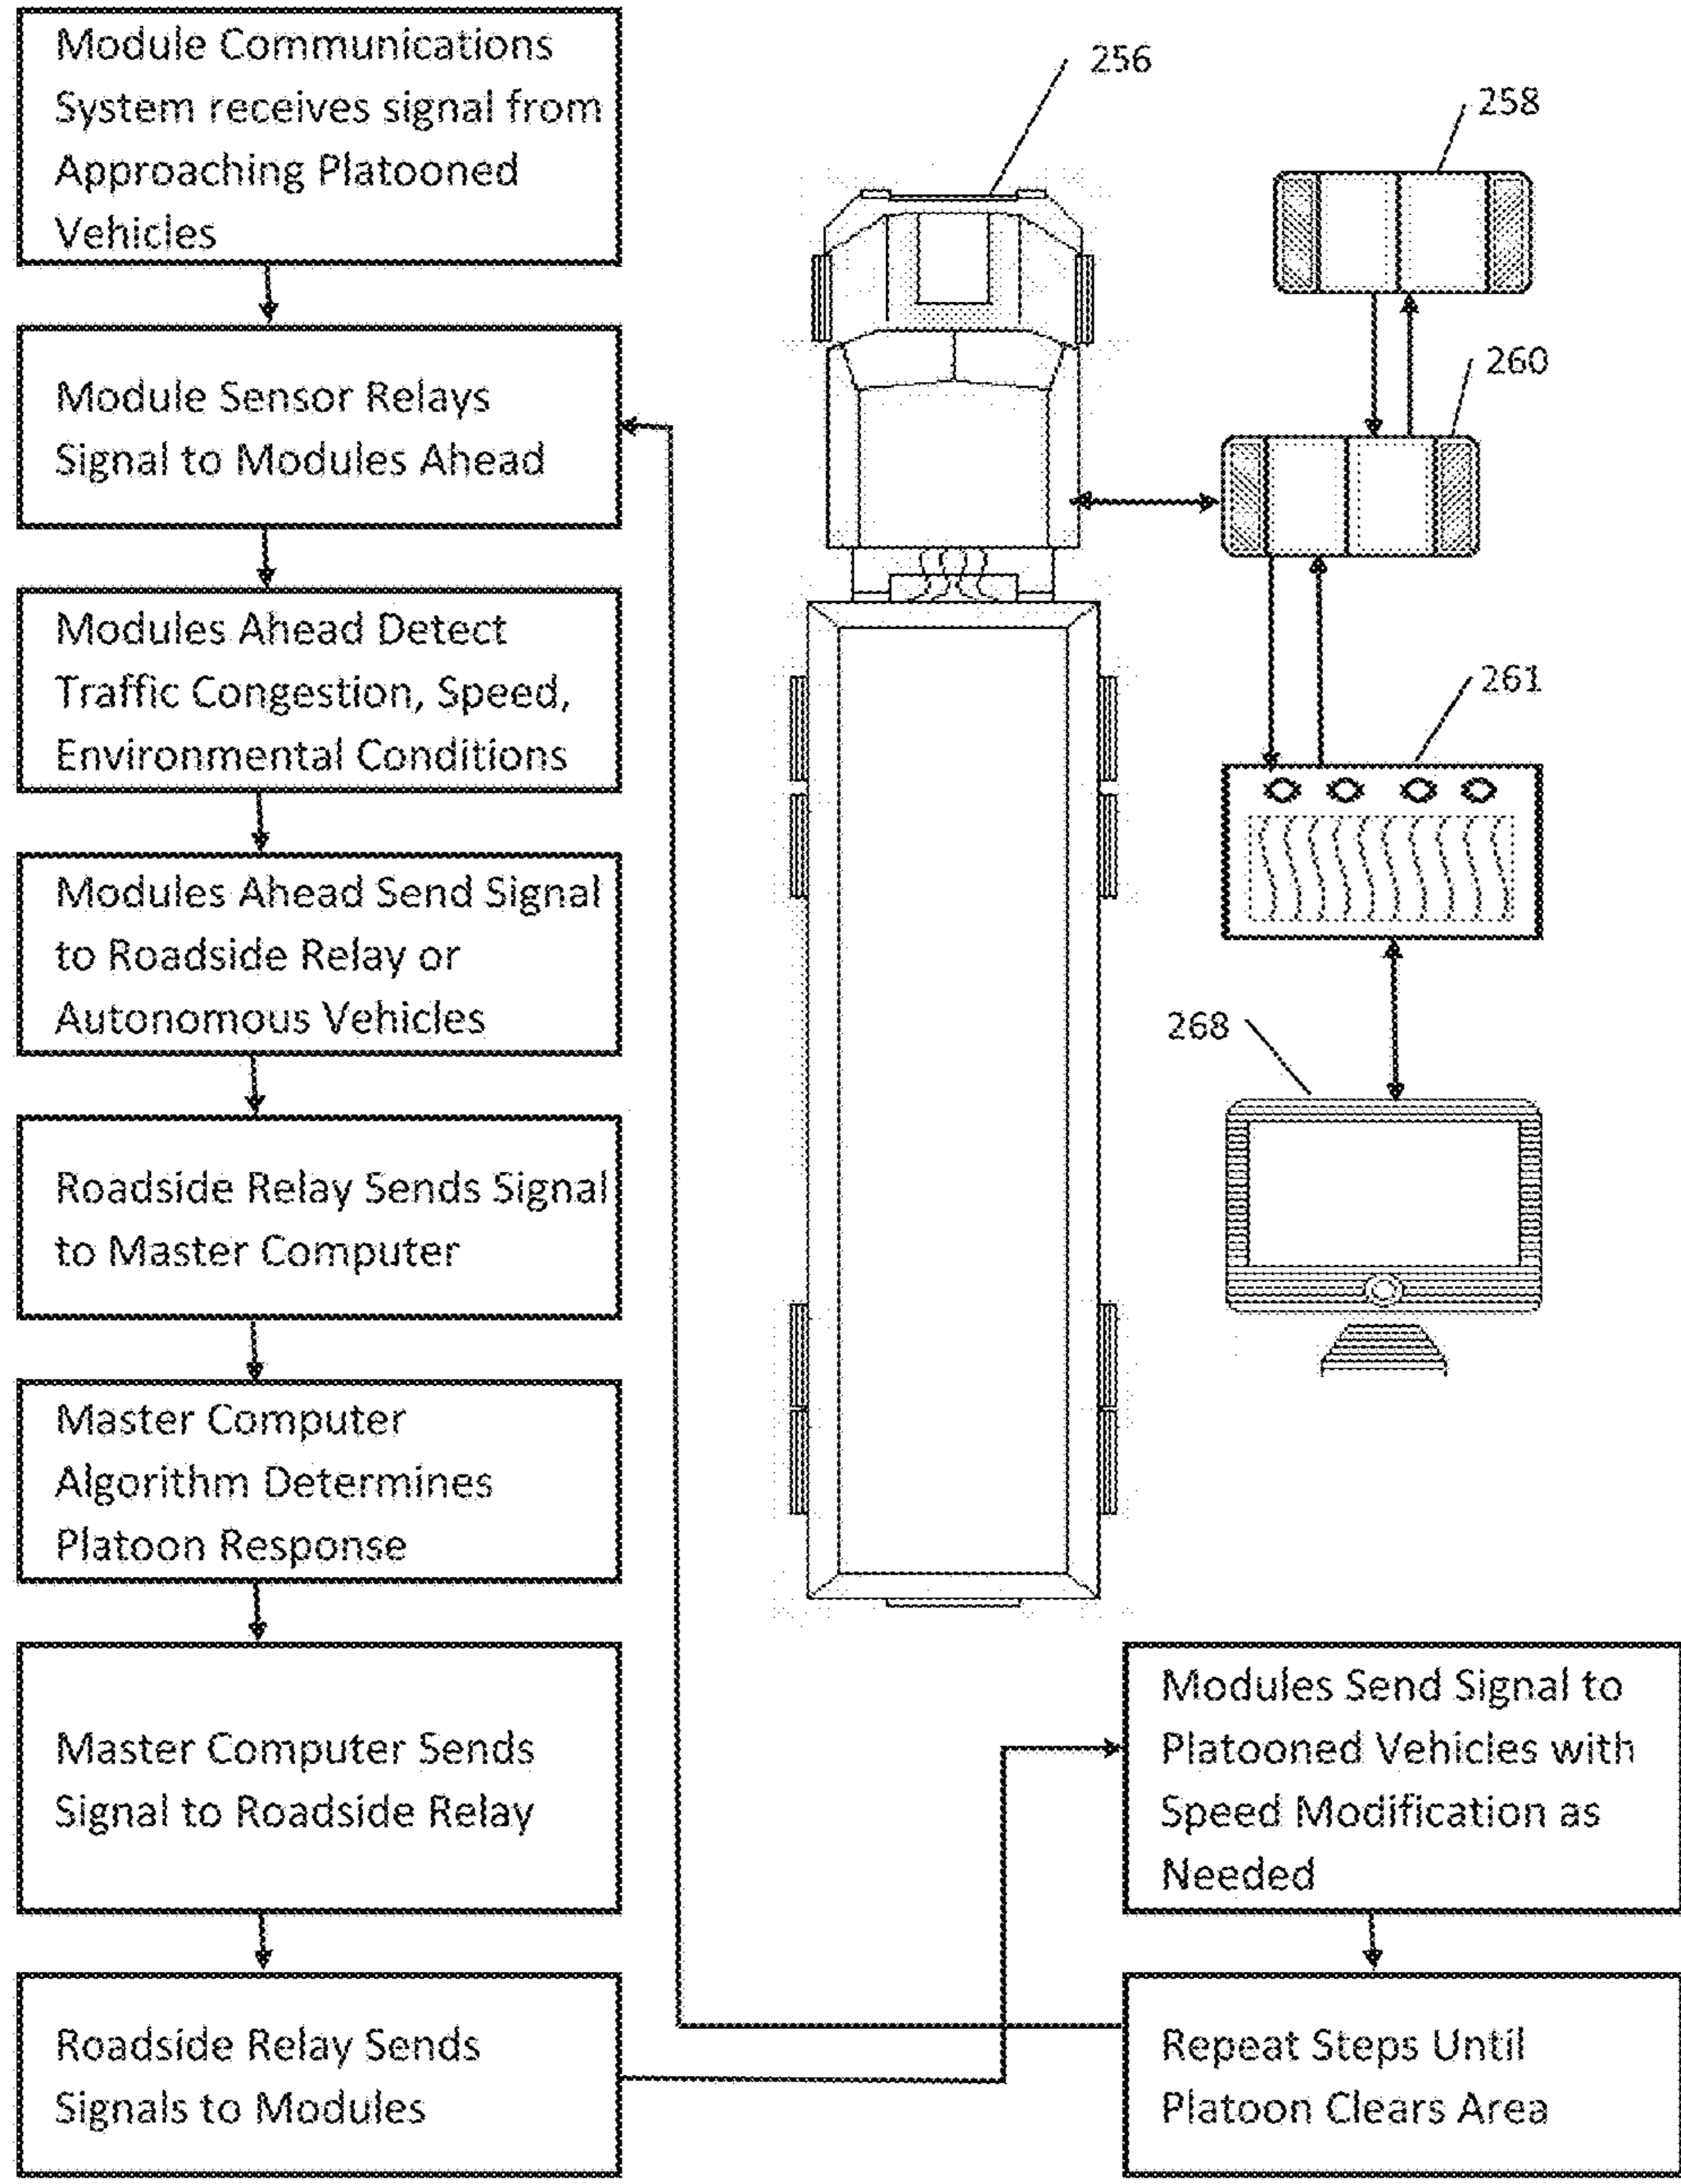 Module Communications
System receives signal from
Approaching Platooned
Vehicles
Module Sensor Relays
Signal to Modules Ahead
Modules Ahead Detect
Traffic Congestion, Speed,
Environmental Conditions
Modules Ahead Send Signal
to Roadside Relay or
Autonomous Vehicles
Roadside Relay Sends Signal
to Master Computer
Master Computer
Algorithm Determines
Platoon Response
Master Computer Sends
Signal to Roadside Relay
Roadside Relay Sends
Signals to Modules
256
258
260
261
268
Modules Send Signal to
Platooned Vehicles with
Speed Modification as
Needed
Repeat Steps Until
Platoon Clears Area